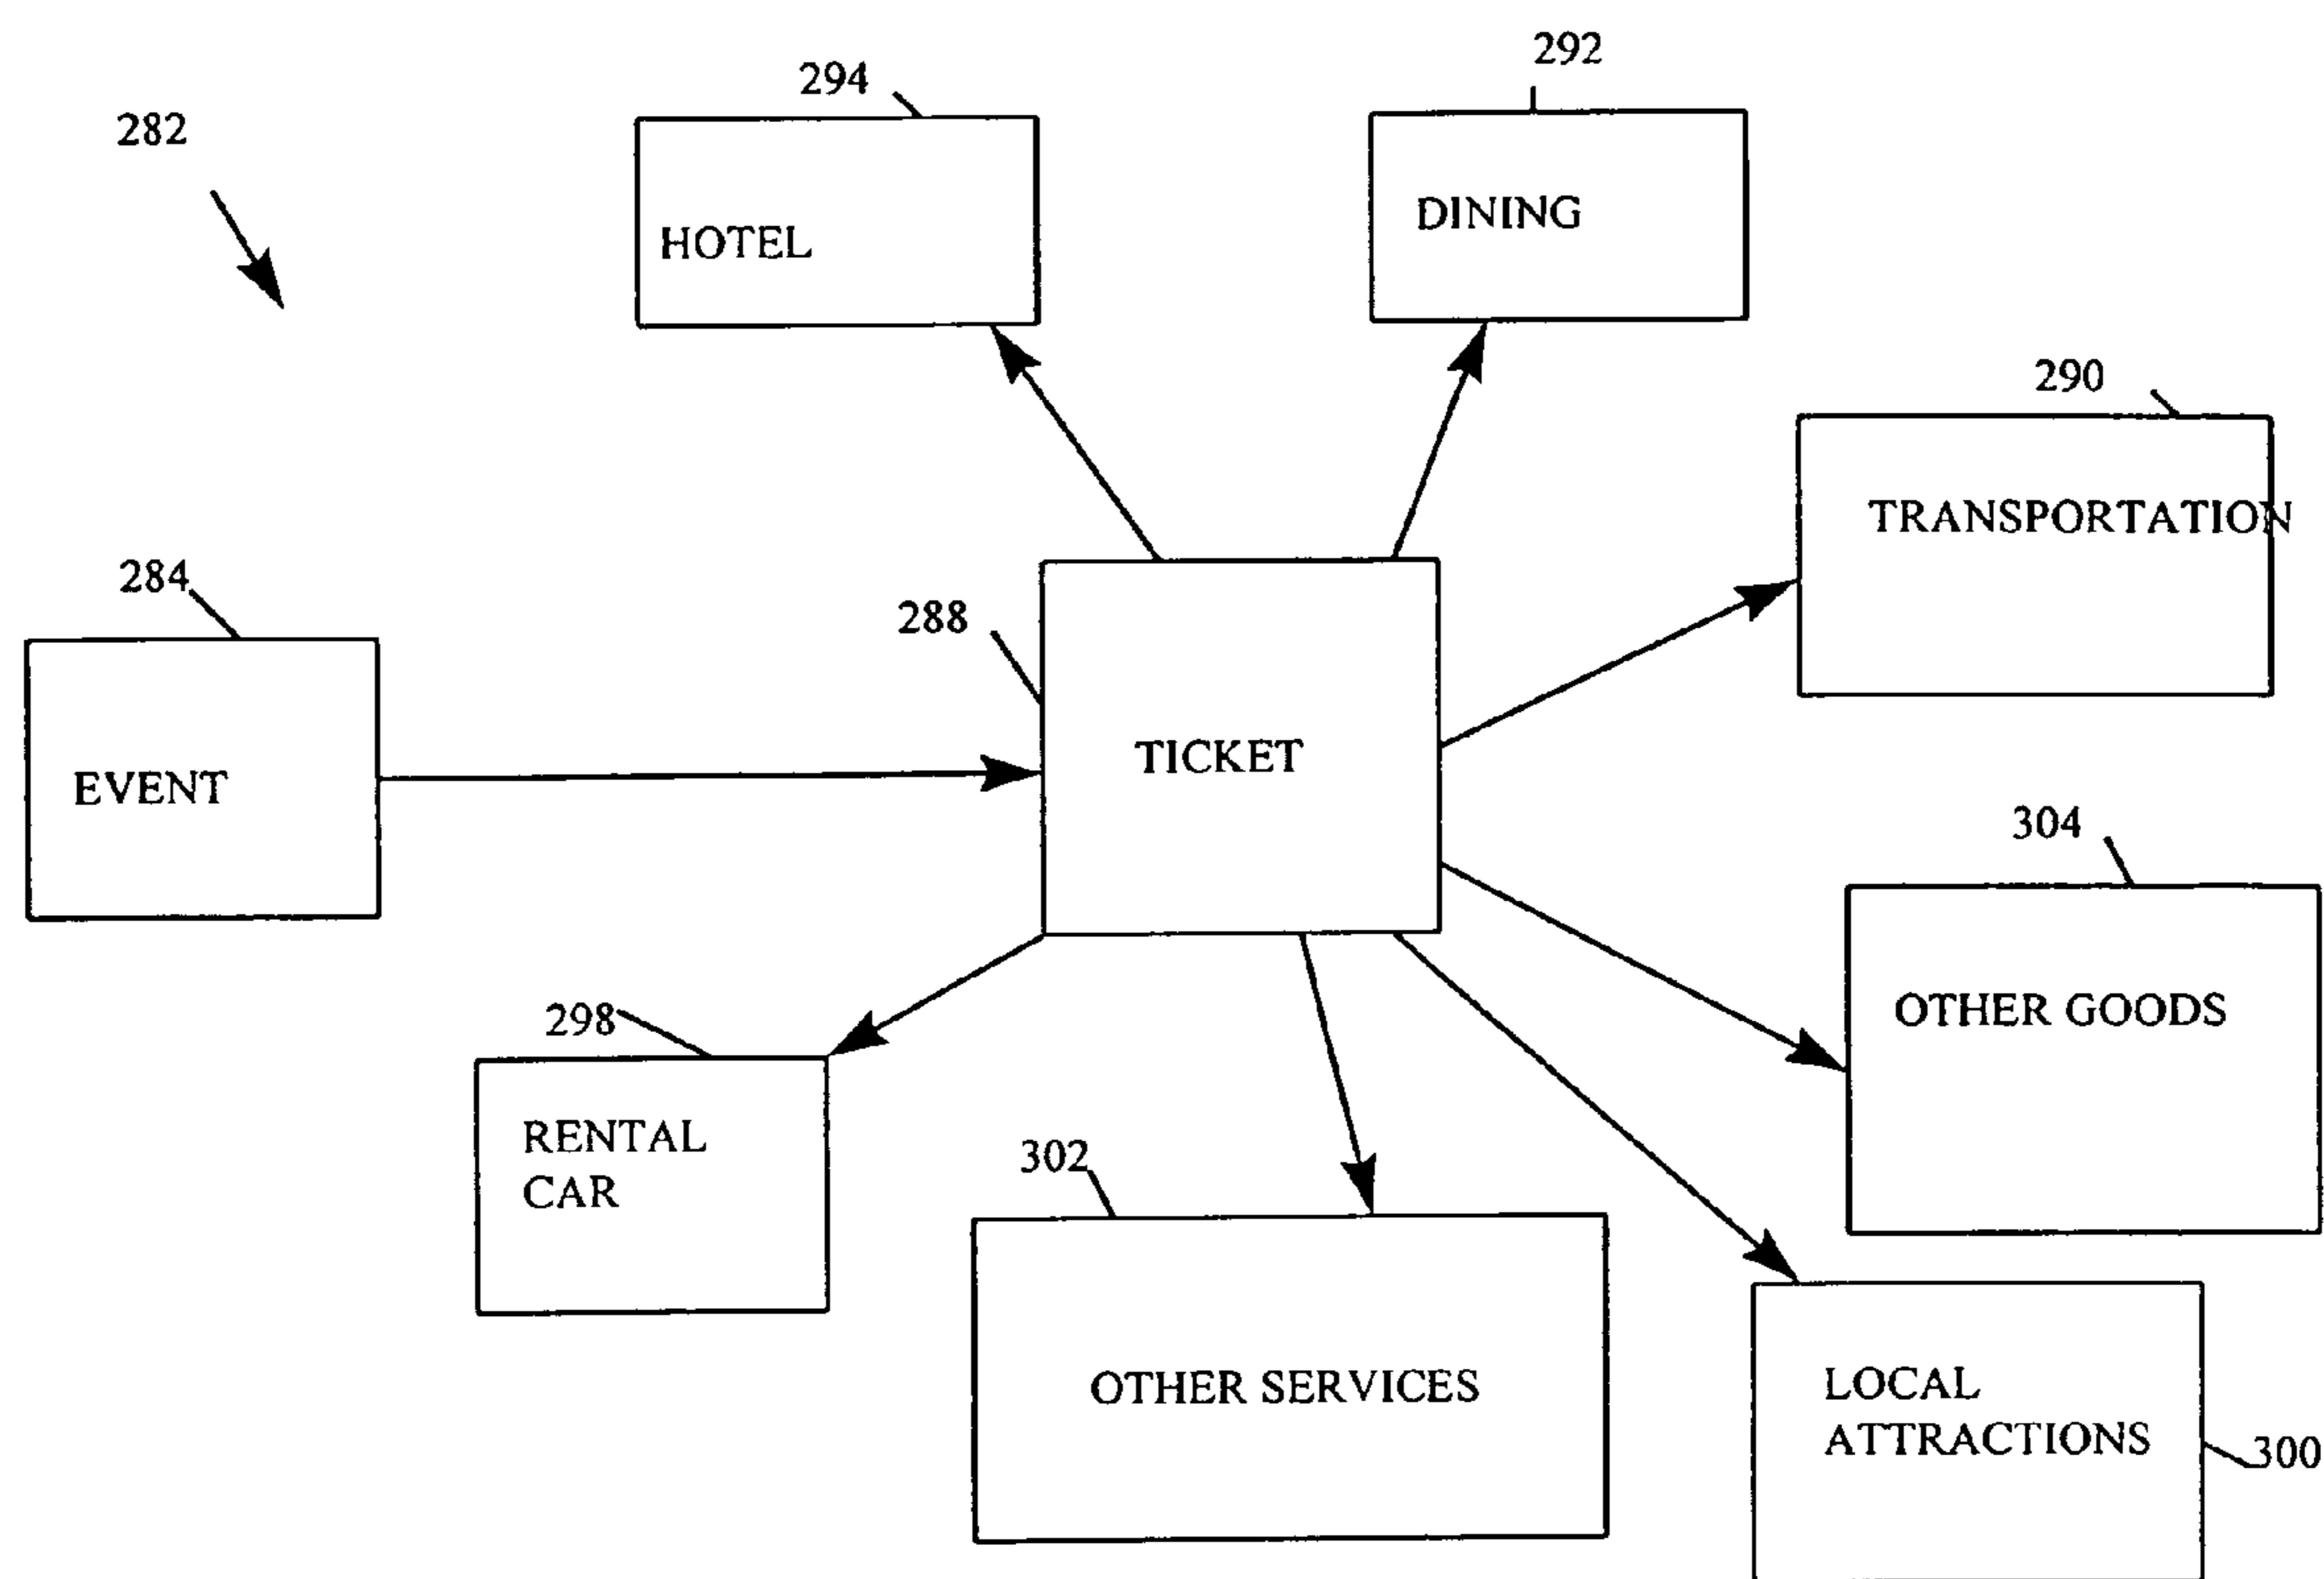 292
294
282
DINING
HOTEL
290
TRANSPORTATION
284
288
TICKET
EVENT
304
OTHER GOODS
298
RENTAL
CAR
302
OTHER SERVICES
LOCAL
ATTRACTIONS
300